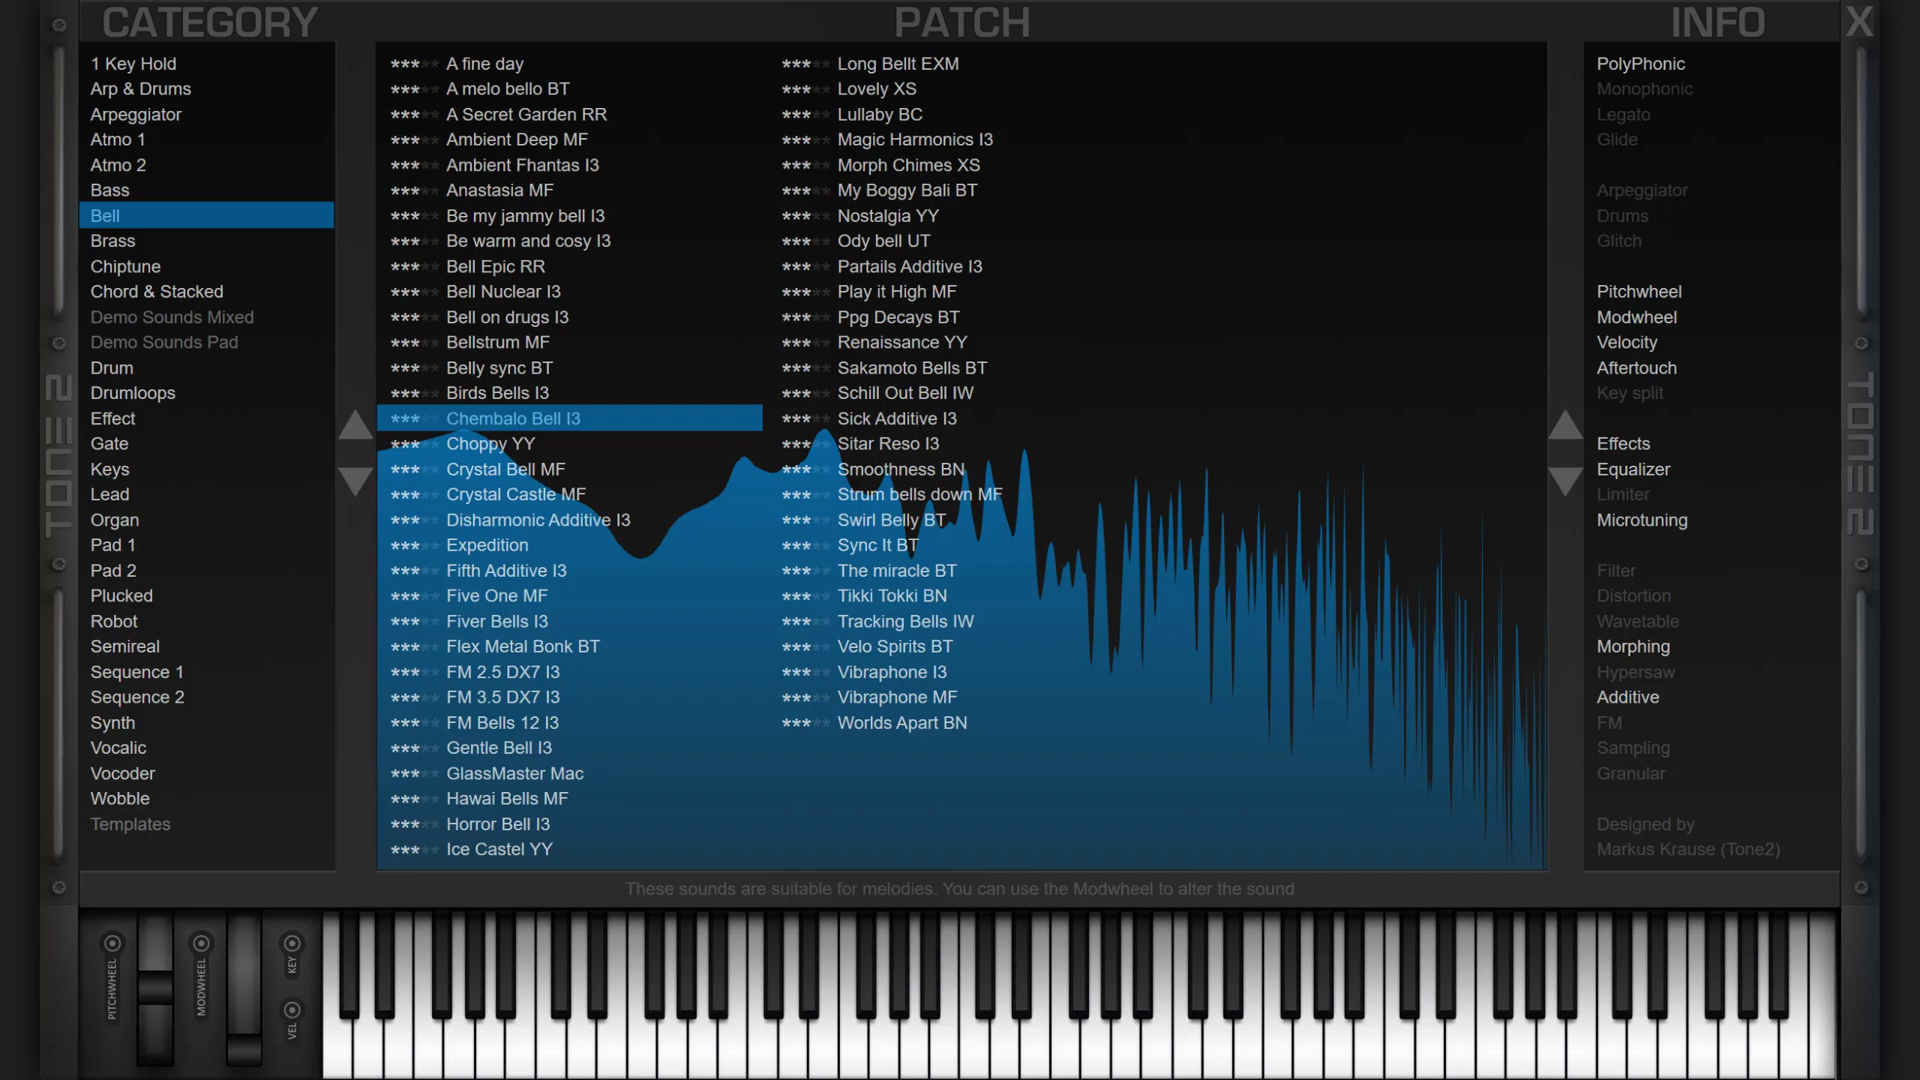 CATEGORY
PATCH
INFO
X
1 Key Hold
Arp & Drums
Arpeggiator
Atmo 1
Atmo 2
Bass
Bell
Brass
Chiptune
Chord & Stacked
Demo Sounds Mixed
Demo Sounds Pad
Drum
Drumloops
Effect
Gate
Keys
Lead
Organ
Pad 1
Pad 2
Plucked
Robot
Semireal
Sequence 1
Sequence 2
Synth
Vocalic
Vocoder
Wobble
Templates
***** A fine day
***** A melo bello BT
***** A Secret Garden RR
***** Ambient Deep MF
***** Ambient Fhantas I3
***** Anastasia MF
***** Be my jammy bell I3
***** Be warm and cosy I3
***** Bell Epic RR
***** Bell Nuclear I3
***** Bell on drugs I3
***** Bellstrum MF
***** Belly sync BT
***** Birds Bells I3
***** Chembalo Bell I3
***** Choppy YY
***** Crystal Bell MF
***** Crystal Castle MF
***** Disharmonic Additive I3
***** Expedition
***** Fifth Additive I3
***** Five One MF
***** Fiver Bells I3
***** Flex Metal Bonk BT
***** FM 2.5 DX7 I3
***** FM 3.5 DX7 I3
***** FM Bells 12 I3
***** Gentle Bell I3
***** GlassMaster Mac
***** Hawai Bells MF
***** Horror Bell I3
***** Ice Castel YY
***** Long Bellt EXM
***** Lovely XS
***** Lullaby BC
***** Magic Harmonics I3
***** Morph Chimes XS
***** My Boggy Bali BT
***** Nostalgia YY
***** Ody bell UT
***** Partails Additive I3
***** Play it High MF
***** Ppg Decays BT
***** Renaissance YY
***** Sakamoto Bells BT
***** Schill Out Bell IW
***** Sick Additive I3
***** Sitar Reso I3
***** Smoothness BN
***** Strum bells down MF
***** Swirl Belly BT
***** Sync It BT
***** The miracle BT
***** Tikki Tokki BN
***** Tracking Bells IW
***** Velo Spirits BT
***** Vibraphone I3
***** Vibraphone MF
***** Worlds Apart BN
PolyPhonic
Monophonic
Legato
Glide
Arpeggiator
Drums
Glitch
Pitchwheel
Modwheel
Velocity
Aftertouch
Key split
Effects
Equalizer
Limiter
Microtuning
Filter
Distortion
Wavetable
Morphing
Hypersaw
Additive
FM
Sampling
Granular
Designed by
Markus Krause (Tone2)
TONE 2
TONE 2
These sounds are suitable for melodies. You can use the Modwheel to alter the sound
PITCHWHEEL
MODWHEEL
KEY
VEL